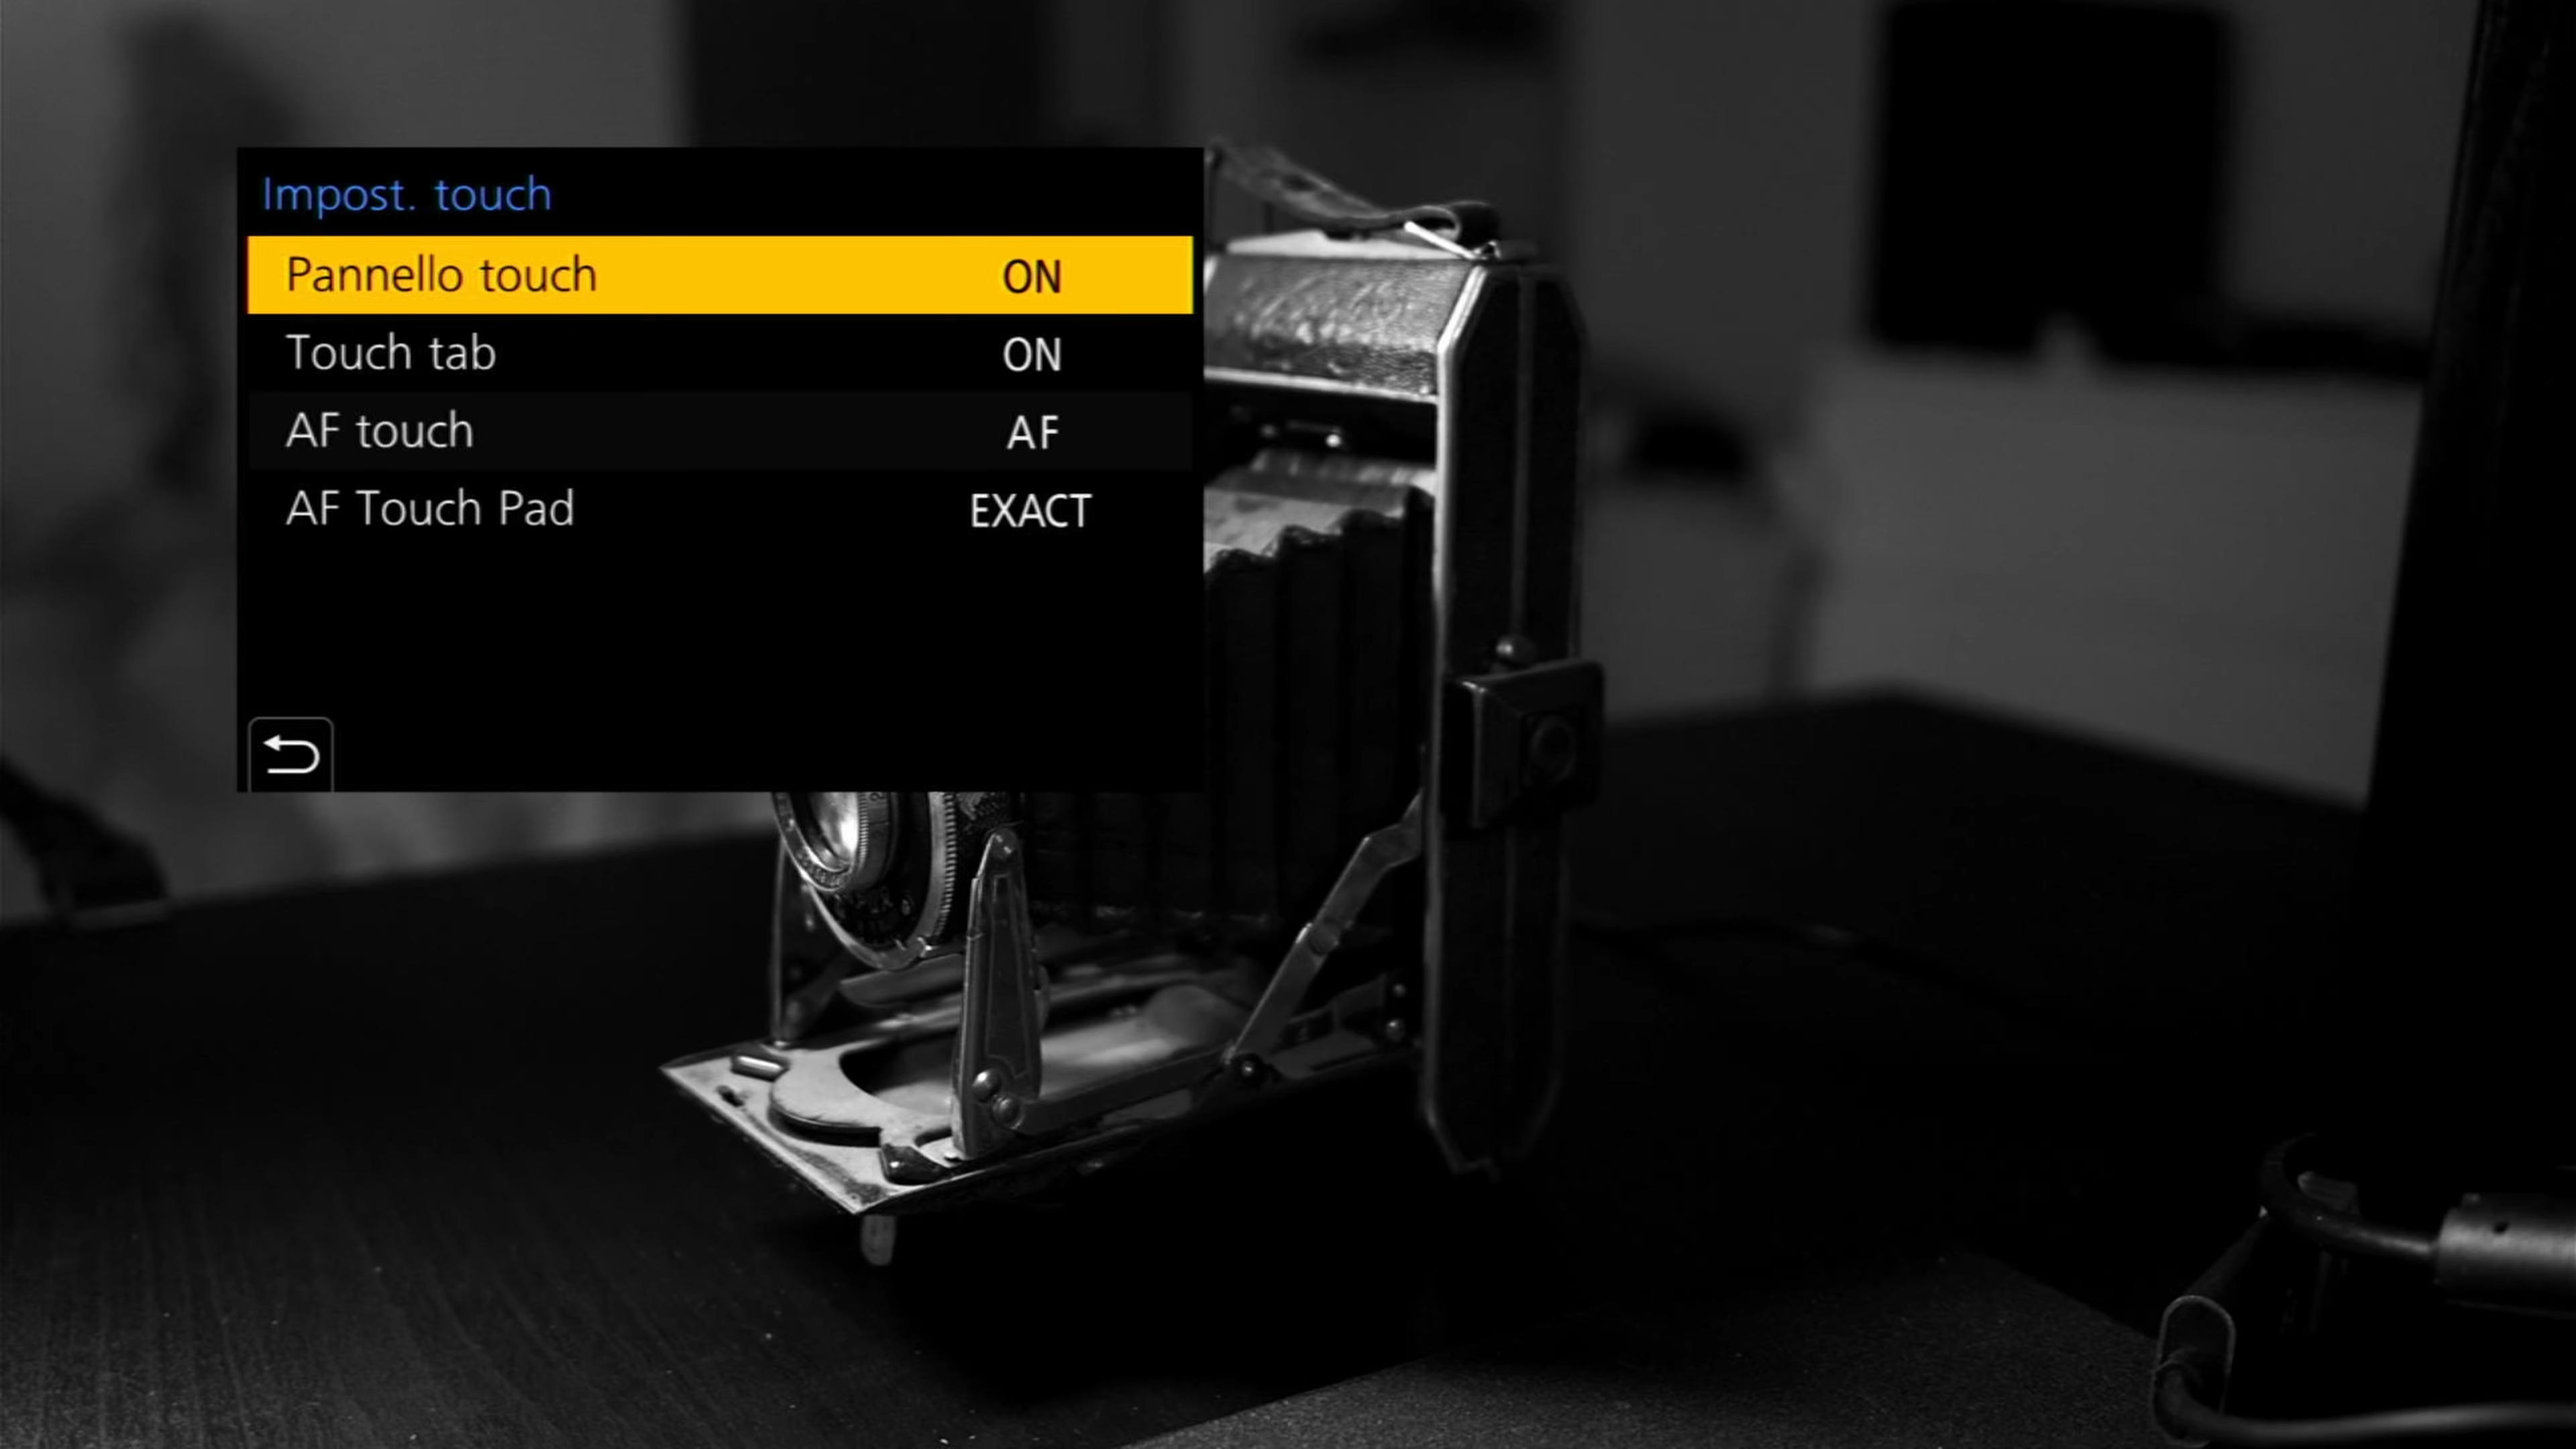 Impost. touch
Pannello touch ON
Touch tab ON
AF touch AF
AF Touch Pad EXACT